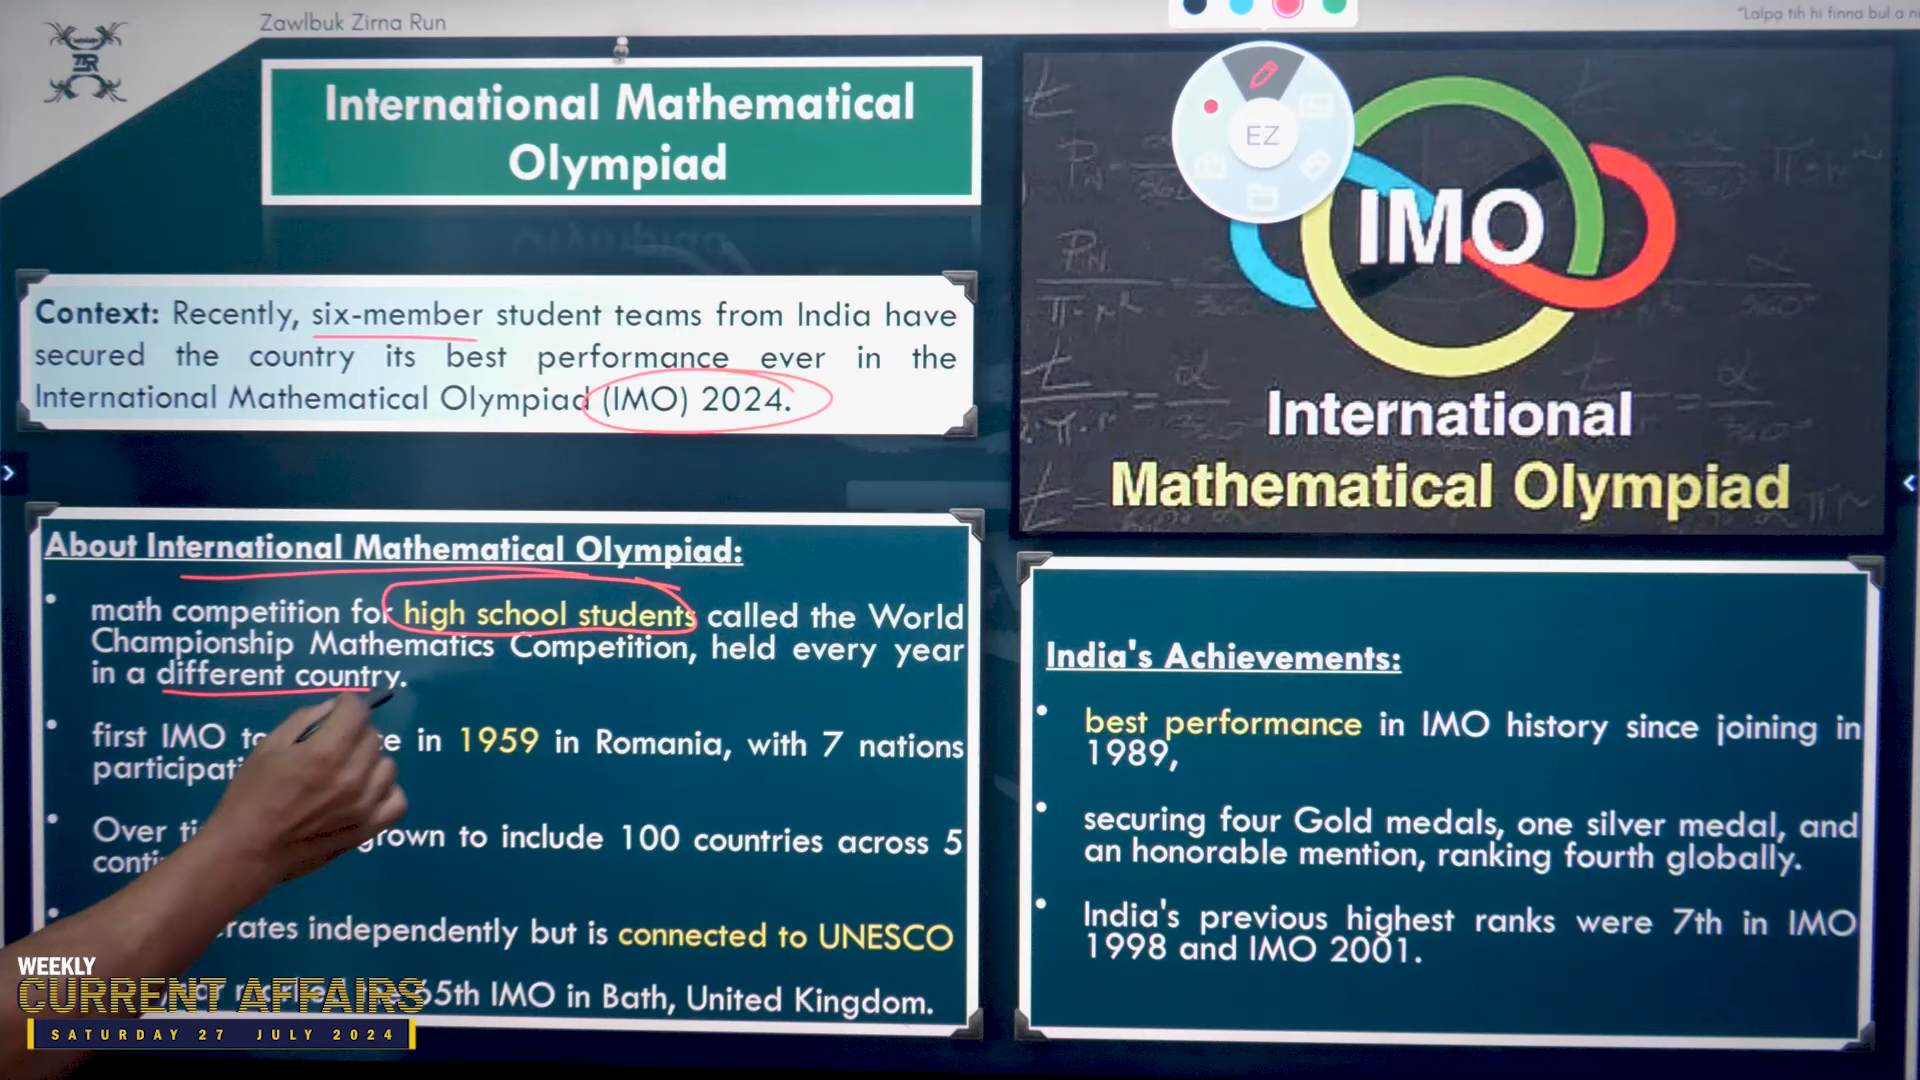 Zawlbuk Zirna Run
"Lalpa tih hi finna bul a ni
TZR
International Mathematical
Olympiad
EZ
IMO
International
Mathematical Olympiad
Context: Recently, six-member student teams from India have
secured the country its best performance ever in the
International Mathematical Olympiad (IMO) 2024.
About International Mathematical Olympiad:
math competition for high school students called the World
Championship Mathematics Competition, held every year
in a different country.
first IMO in 1959 in Romania, with 7 nations
Over grown to include 100 countries across 5
independently but is connected to UNESCO
65th IMO in Bath, United Kingdom.
India's Achievements:
best performance in IMO history since joining in
1989,
securing four Gold medals, one silver medal, and
an honorable mention, ranking fourth globally.
India's previous highest ranks were 7th in IMO
1998 and IMO 2001.
WEEKLY
CURRENT AFFAIRS
SATURDAY 27 JULY 2024